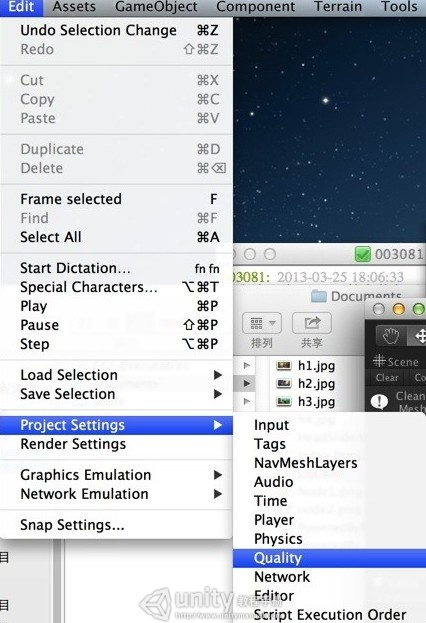 Edit Assets GameObject Component Terrain Tools
Undo Selection Change ⌘Z
Redo ⇧⌘Z
Cut ⌘X
Copy ⌘C
Paste ⌘V
Duplicate ⌘D
Delete ⌘⌫
Frame selected F
Find ⌘F
Select All ⌘A
Start Dictation... fn fn
Special Characters... ⌥⌘T
Play ⌘P
Pause ⇧⌘P
Step ⌥⌘P
Load Selection
Save Selection
Project Settings
Render Settings
Graphics Emulation
Network Emulation
Snap Settings...
003081
003081: 2013-03-25 18:06:33
Documents
排列
共享
h1.jpg
h2.jpg
h3.jpg
Scene
Clear
Clean
Mesh
Input
Tags
NavMeshLayers
Audio
Time
Player
Physics
Quality
Network
Editor
Script Execution Order
目
目
unity